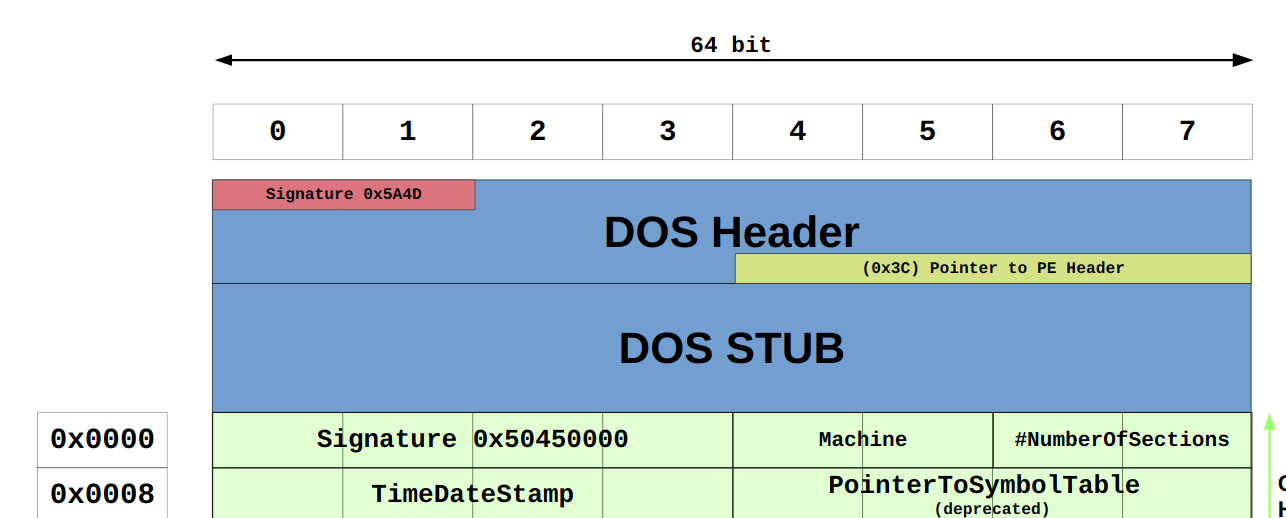 64 bit
0 1 2 3 4 5 6 7
Signature 0x5A4D
DOS Header
(0x3C) Pointer to PE Header
DOS STUB
0x0000 Signature 0x50450000 Machine #NumberOfSections
0x0008 TimeDateStamp PointerToSymbolTable
(deprecated)